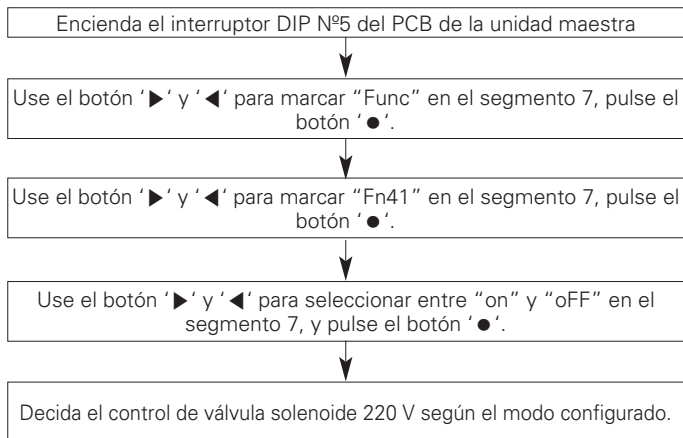 Encienda el interruptor DIP Nº5 del PCB de la unidad maestra
Use el botón ‘▶‘ y ‘◀‘ para marcar “Func” en el segmento 7, pulse el
botón ‘●‘.
Use el botón ‘▶‘ y ‘◀‘ para marcar “Fn41” en el segmento 7, pulse el
botón ‘●‘.
Use el botón ‘▶‘ y ‘◀‘ para seleccionar entre “on” y “oFF” en el
segmento 7, y pulse el botón ‘●‘.
Decida el control de válvula solenoide 220 V según el modo configurado.